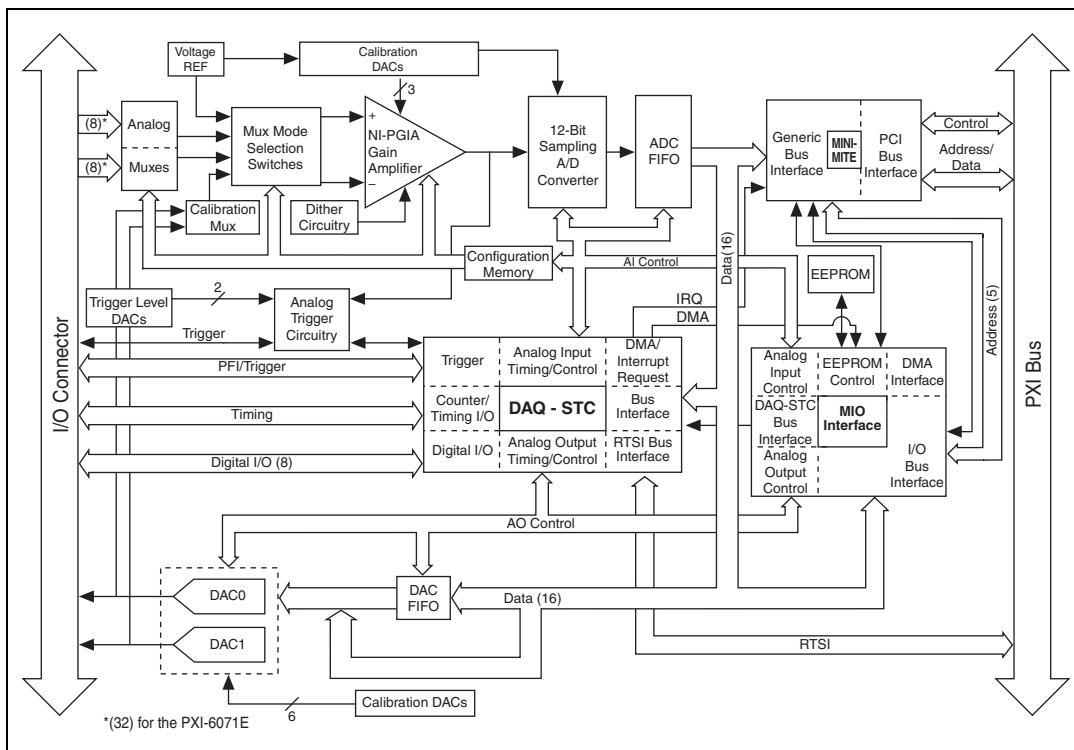 Voltage
REF
Calibration
DACs
3
(8)*
(8)*
Analog
Muxes
Mux Mode
Selection
Switches
+
NI-PGIA
Gain
Amplifier
–
12-Bit
Sampling
A/D
Converter
ADC
FIFO
Generic
Bus
Interface
MINI-
MITE
PCI
Bus
Interface
Control
Address/
Data
Calibration
Mux
Dither
Circuitry
Configuration
Memory
AI Control
Data(16)
EEPROM
Address (5)
Trigger Level
DACs
2
Analog
Trigger
Circuitry
IRQ
DMA
Trigger
PFI/Trigger
Timing
Digital I/O (8)
I/O Connector
PXI Bus
Trigger
Analog Input
Timing/Control
DMA/
Interrupt
Request
Counter/
Timing I/O
DAQ - STC
Bus
Interface
Digital I/O
Analog Output
Timing/Control
RTSI Bus
Interface
Analog
Input
Control
EEPROM
Control
DMA
Interface
DAQ-STC
Bus
Interface
MIO
Interface
Analog
Output
Control
I/O
Bus
Interface
AO Control
DAC0
DAC1
DAC
FIFO
Data (16)
RTSI
6
Calibration DACs
*(32) for the PXI-6071E